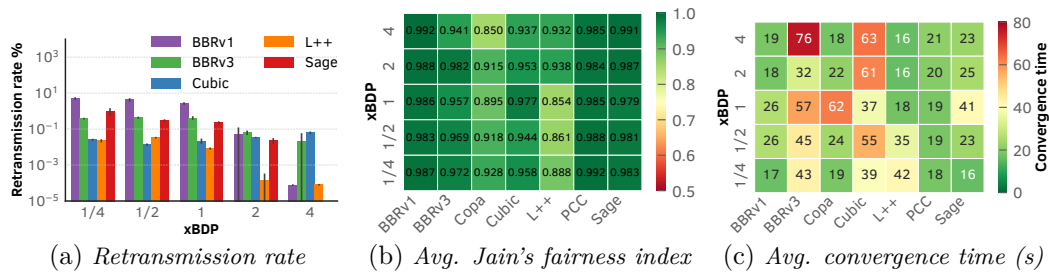 Retransmission rate %
10³
10¹
10⁻¹
10⁻³
10⁻⁵
BBRv1
BBRv3
Cubic
L++
Sage
1/4
1/2
1
2
4
xBDP
(a) Retransmission rate
xBDP
4 0.992 0.941 0.850 0.937 0.932 0.985 0.991
2 0.988 0.982 0.915 0.953 0.938 0.984 0.987
1 0.986 0.957 0.895 0.977 0.854 0.985 0.979
1/2 0.983 0.969 0.918 0.944 0.861 0.988 0.981
1/4 0.987 0.972 0.928 0.958 0.888 0.992 0.983
BBRv1 BBRv3 Copa Cubic L++ PCC Sage
1.0
0.9
0.8
0.7
0.6
0.5
(b) Avg. Jain's fairness index
xBDP
4 19 76 18 63 16 21 23
2 18 32 22 61 16 20 25
1 26 57 62 37 18 19 41
1/2 26 45 24 55 35 19 23
1/4 17 43 19 39 42 18 16
BBRv1 BBRv3 Copa Cubic L++ PCC Sage
80
60
40
20
0
Convergence time
(c) Avg. convergence time (s)